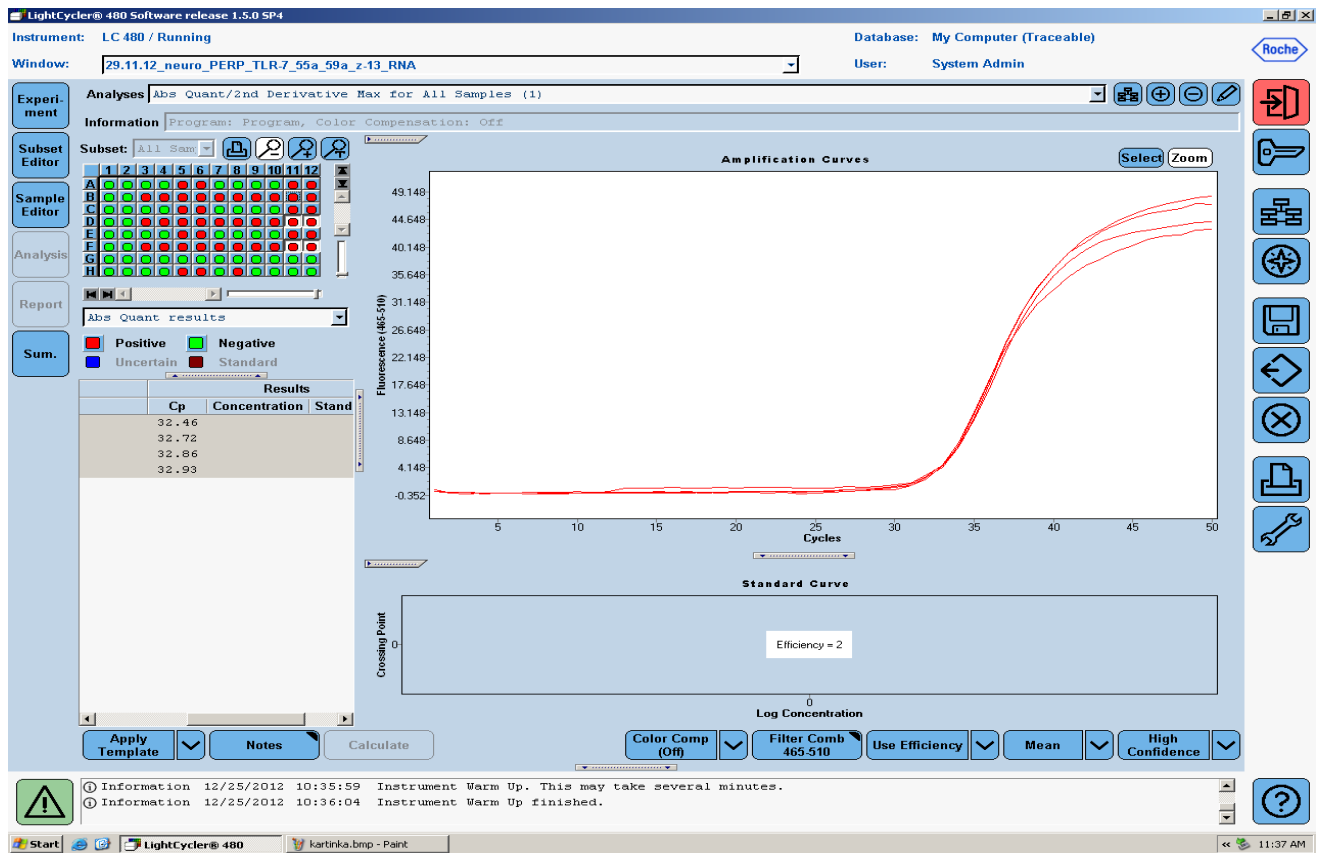 LightCycler® 480 Software release 1.5.0 SP4
Instrument: LC 480 / Running Database: My Computer (Traceable)
Roche
Window: 29.11.12_neuro_PERP_TLR-7_55a_59a_z-13_RNA User: System Admin
Experi-
ment
Analyses Abs Quant/2nd Derivative Max for All Samples (1)
Information Program: Program, Color Compensation: Off
Subset
Editor
Subset: All Sam
Amplification Curves Select Zoom
1 2 3 4 5 6 7 8 9 10 11 12
A
B
C
D
E
F
G
H
Sample
Editor
Analysis
Report
Sum.
Abs Quant results
Positive Negative
Uncertain Standard
Results
Cp Concentration Stand
32.46
32.72
32.86
32.93
Fluorescence (465-510)
49.148
44.648
40.148
35.648
31.148
26.648
22.148
17.648
13.148
8.648
4.148
-0.352
5 10 15 20 25 30 35 40 45 50
Cycles
Standard Curve
Crossing Point
0
Efficiency = 2
0
Log Concentration
Apply
Template
Notes
Calculate
Color Comp
(Off)
Filter Comb
465-510
Use Efficiency
Mean
High
Confidence
Information 12/25/2012 10:35:59 Instrument Warm Up. This may take several minutes.
Information 12/25/2012 10:36:04 Instrument Warm Up finished.
Start LightCycler® 480 kartinka.bmp - Paint 11:37 AM